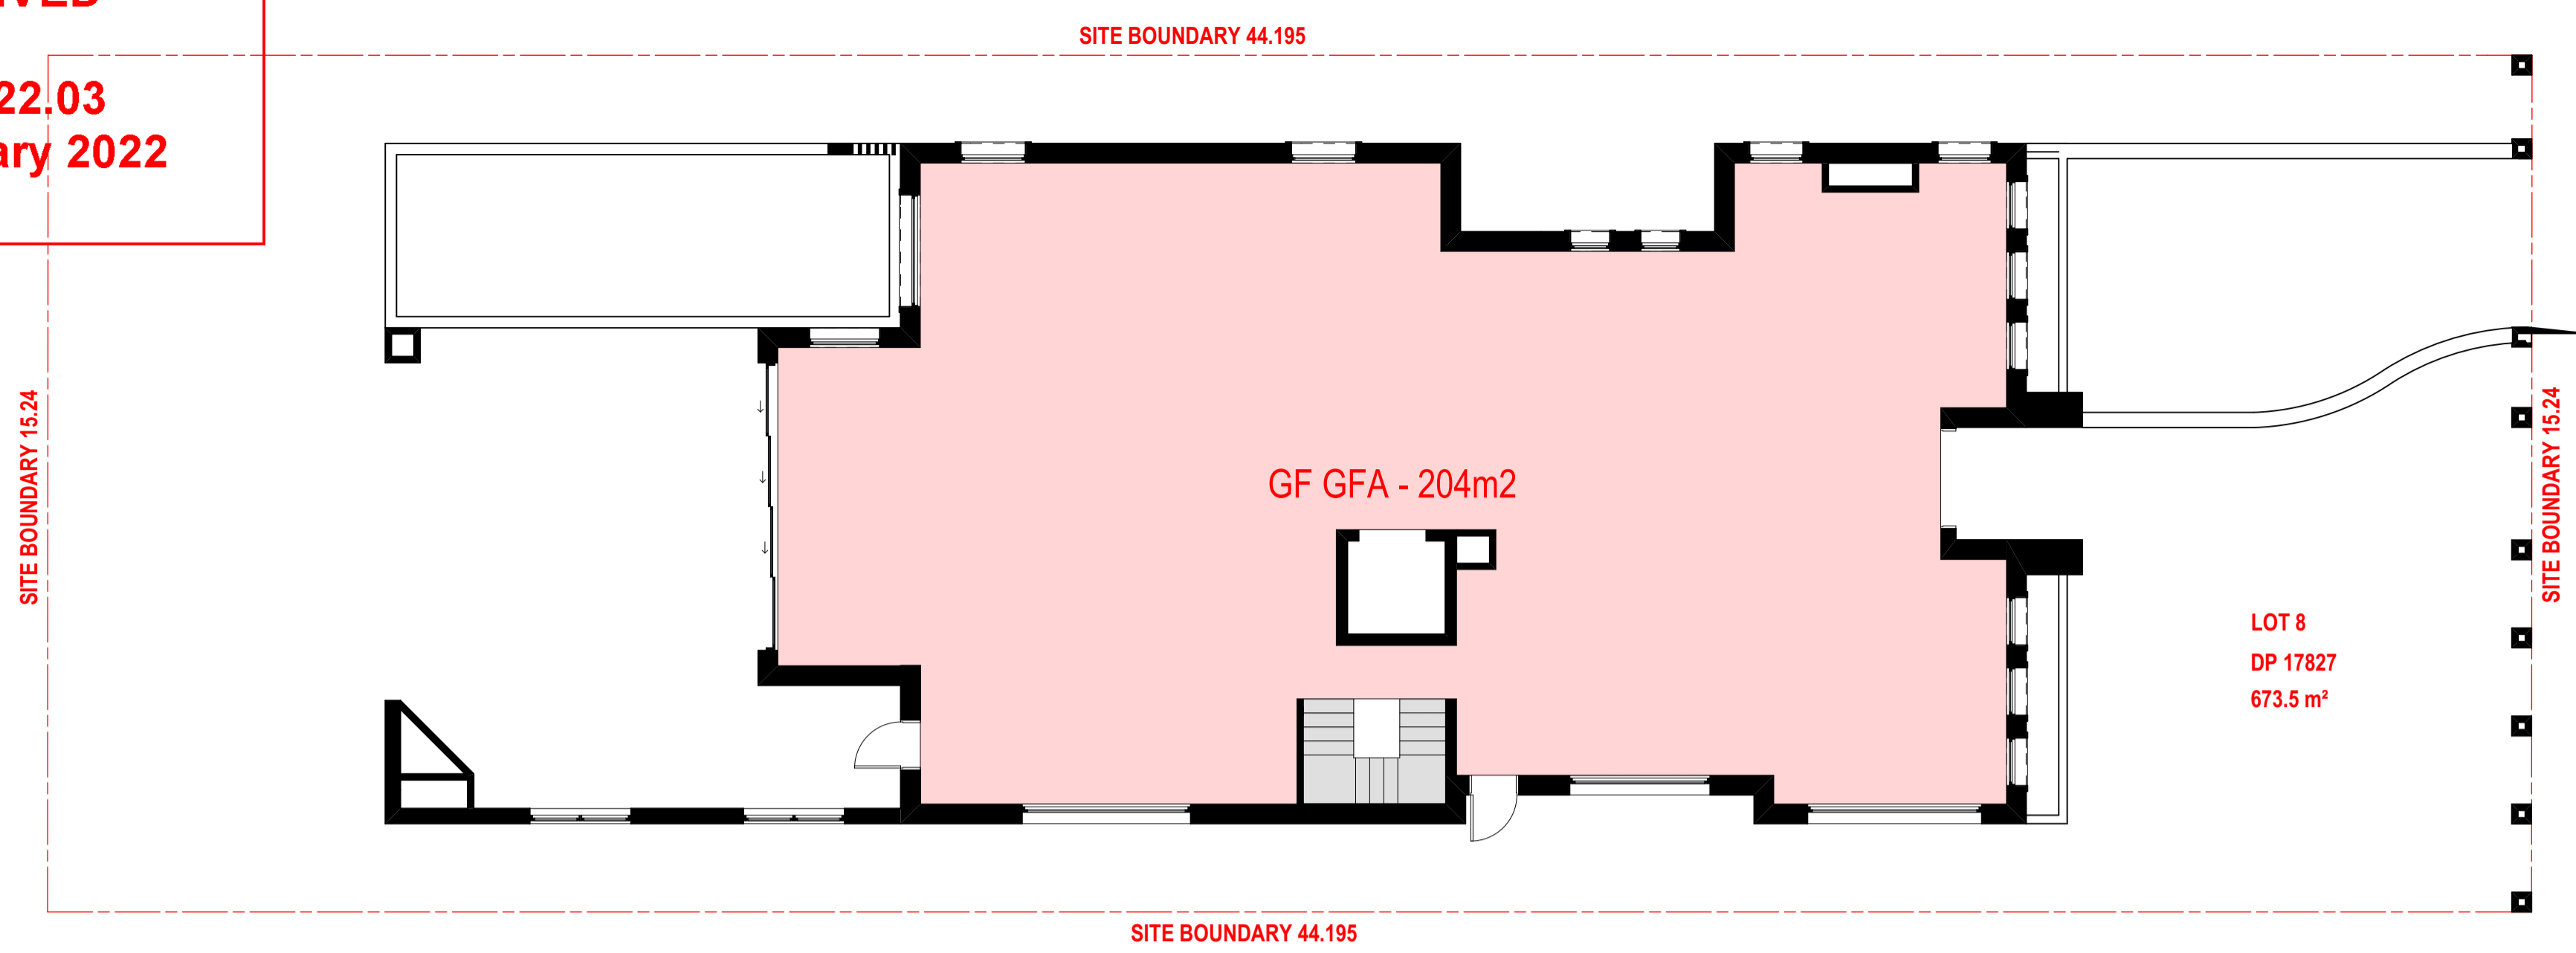 SITE BOUNDARY 44.195
22.03
2022
SITE BOUNDARY 15.24
GF GFA - 204m2
SITE BOUNDARY 15.24
LOT 8
DP 17827
673.5 m²
SITE BOUNDARY 44.195